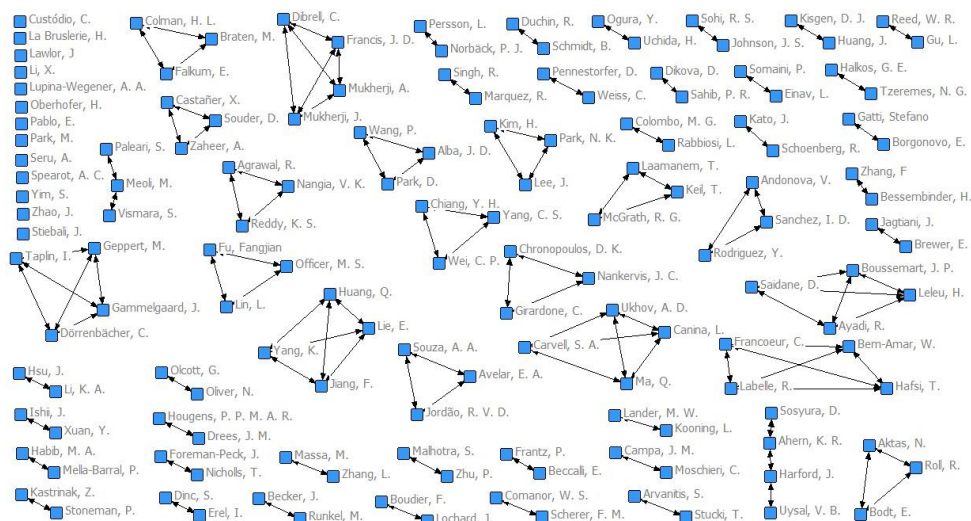 Custódio, C.
La Bruslerie, H.
Lawlor, J
Li, X.
Lupina-Wegener, A. A.
Oberhofer, H.
Pablo, E.
Park, M.
Seru, A.
Spearot, A. C.
Yim, S.
Zhao, J.
Stiebali, J.
Colman, H. L.
Braten, M.
Falkum, E.
Dibrell, C.
Francis, J. D.
Mukherji, A.
Mukherji, J.
Persson, L.
Norbäck, P. J.
Duchin, R.
Schmidt, B.
Ogura, Y.
Uchida, H.
Sohi, R. S.
Johnson, J. S.
Kisgen, D. J.
Huang, J.
Reed, W. R.
Gu, L.
Castañer, X.
Souder, D.
Zaheer, A.
Singh, R.
Marquez, R.
Pennestorfer, D.
Weiss, C.
Dikova, D.
Sahib, P. R.
Somaini, P.
Einav, L.
Halkos, G. E.
Tzeremes, N. G.
Paleari, S.
Meoli, M.
Vismara, S.
Agrawal, R.
Nangia, V. K.
Reddy, K. S.
Wang, P.
Alba, J. D.
Park, D.
Kim, H.
Park, N. K.
Lee, J.
Colombo, M. G.
Rabbiosi, L.
Kato, J.
Schoenberg, R.
Gatti, Stefano
Borgonovo, E.
Laamanem, T.
Keil, T.
McGrath, R. G.
Andonova, V.
Sanchez, I. D.
Rodriguez, Y.
Zhang, F
Bessembinder, H.
Jagtiani, J.
Brewer, E.
Chiang, Y. H.
Yang, C. S.
Wei, C. P.
Taplin, I.
Geppert, M.
Gammelgaard, J.
Dörrenbächer, C.
Fu, Fangjian
Officer, M. S.
Lin, L.
Chronopoulos, D. K.
Nankervis, J. C.
Girardone, C.
Saidane, D.
Boussemart, J. P.
Leleu, H.
Ayadi, R.
Huang, Q.
Lie, E.
Yang, K.
Jiang, F.
Souza, A. A.
Avelar, E. A.
Jordão, R. V. D.
Ukhov, A. D.
Canina, L.
Carvell, S. A.
Ma, Q.
Francoeur, C.
Bem-Amar, W.
Labelle, R.
Hafsi, T.
Hsu, J.
Li, K. A.
Olcott, G.
Oliver, N.
Ishi, J.
Xuan, Y.
Hougens, P. P. M. A. R.
Drees, J. M.
Lander, M. W.
Kooning, L.
Sosyura, D.
Ahern, K. R.
Harford, J.
Uysal, V. B.
Aktas, N.
Roll, R.
Bodt, E.
Habib, M. A.
Mella-Barral, P.
Foreman-Peck, J.
Nicholls, T.
Massa, M.
Zhang, L.
Malhotra, S.
Zhu, P.
Frantz, P.
Beccalli, E.
Campa, J. M.
Moschieri, C.
Kastrinak, Z.
Stoneman, P.
Dinc, S.
Erel, I.
Becker, J.
Runkel, M.
Boudier, F.
Lochard, J.
Comanor, W. S.
Scherer, F. M.
Arvanitis, S.
Stucki, T.